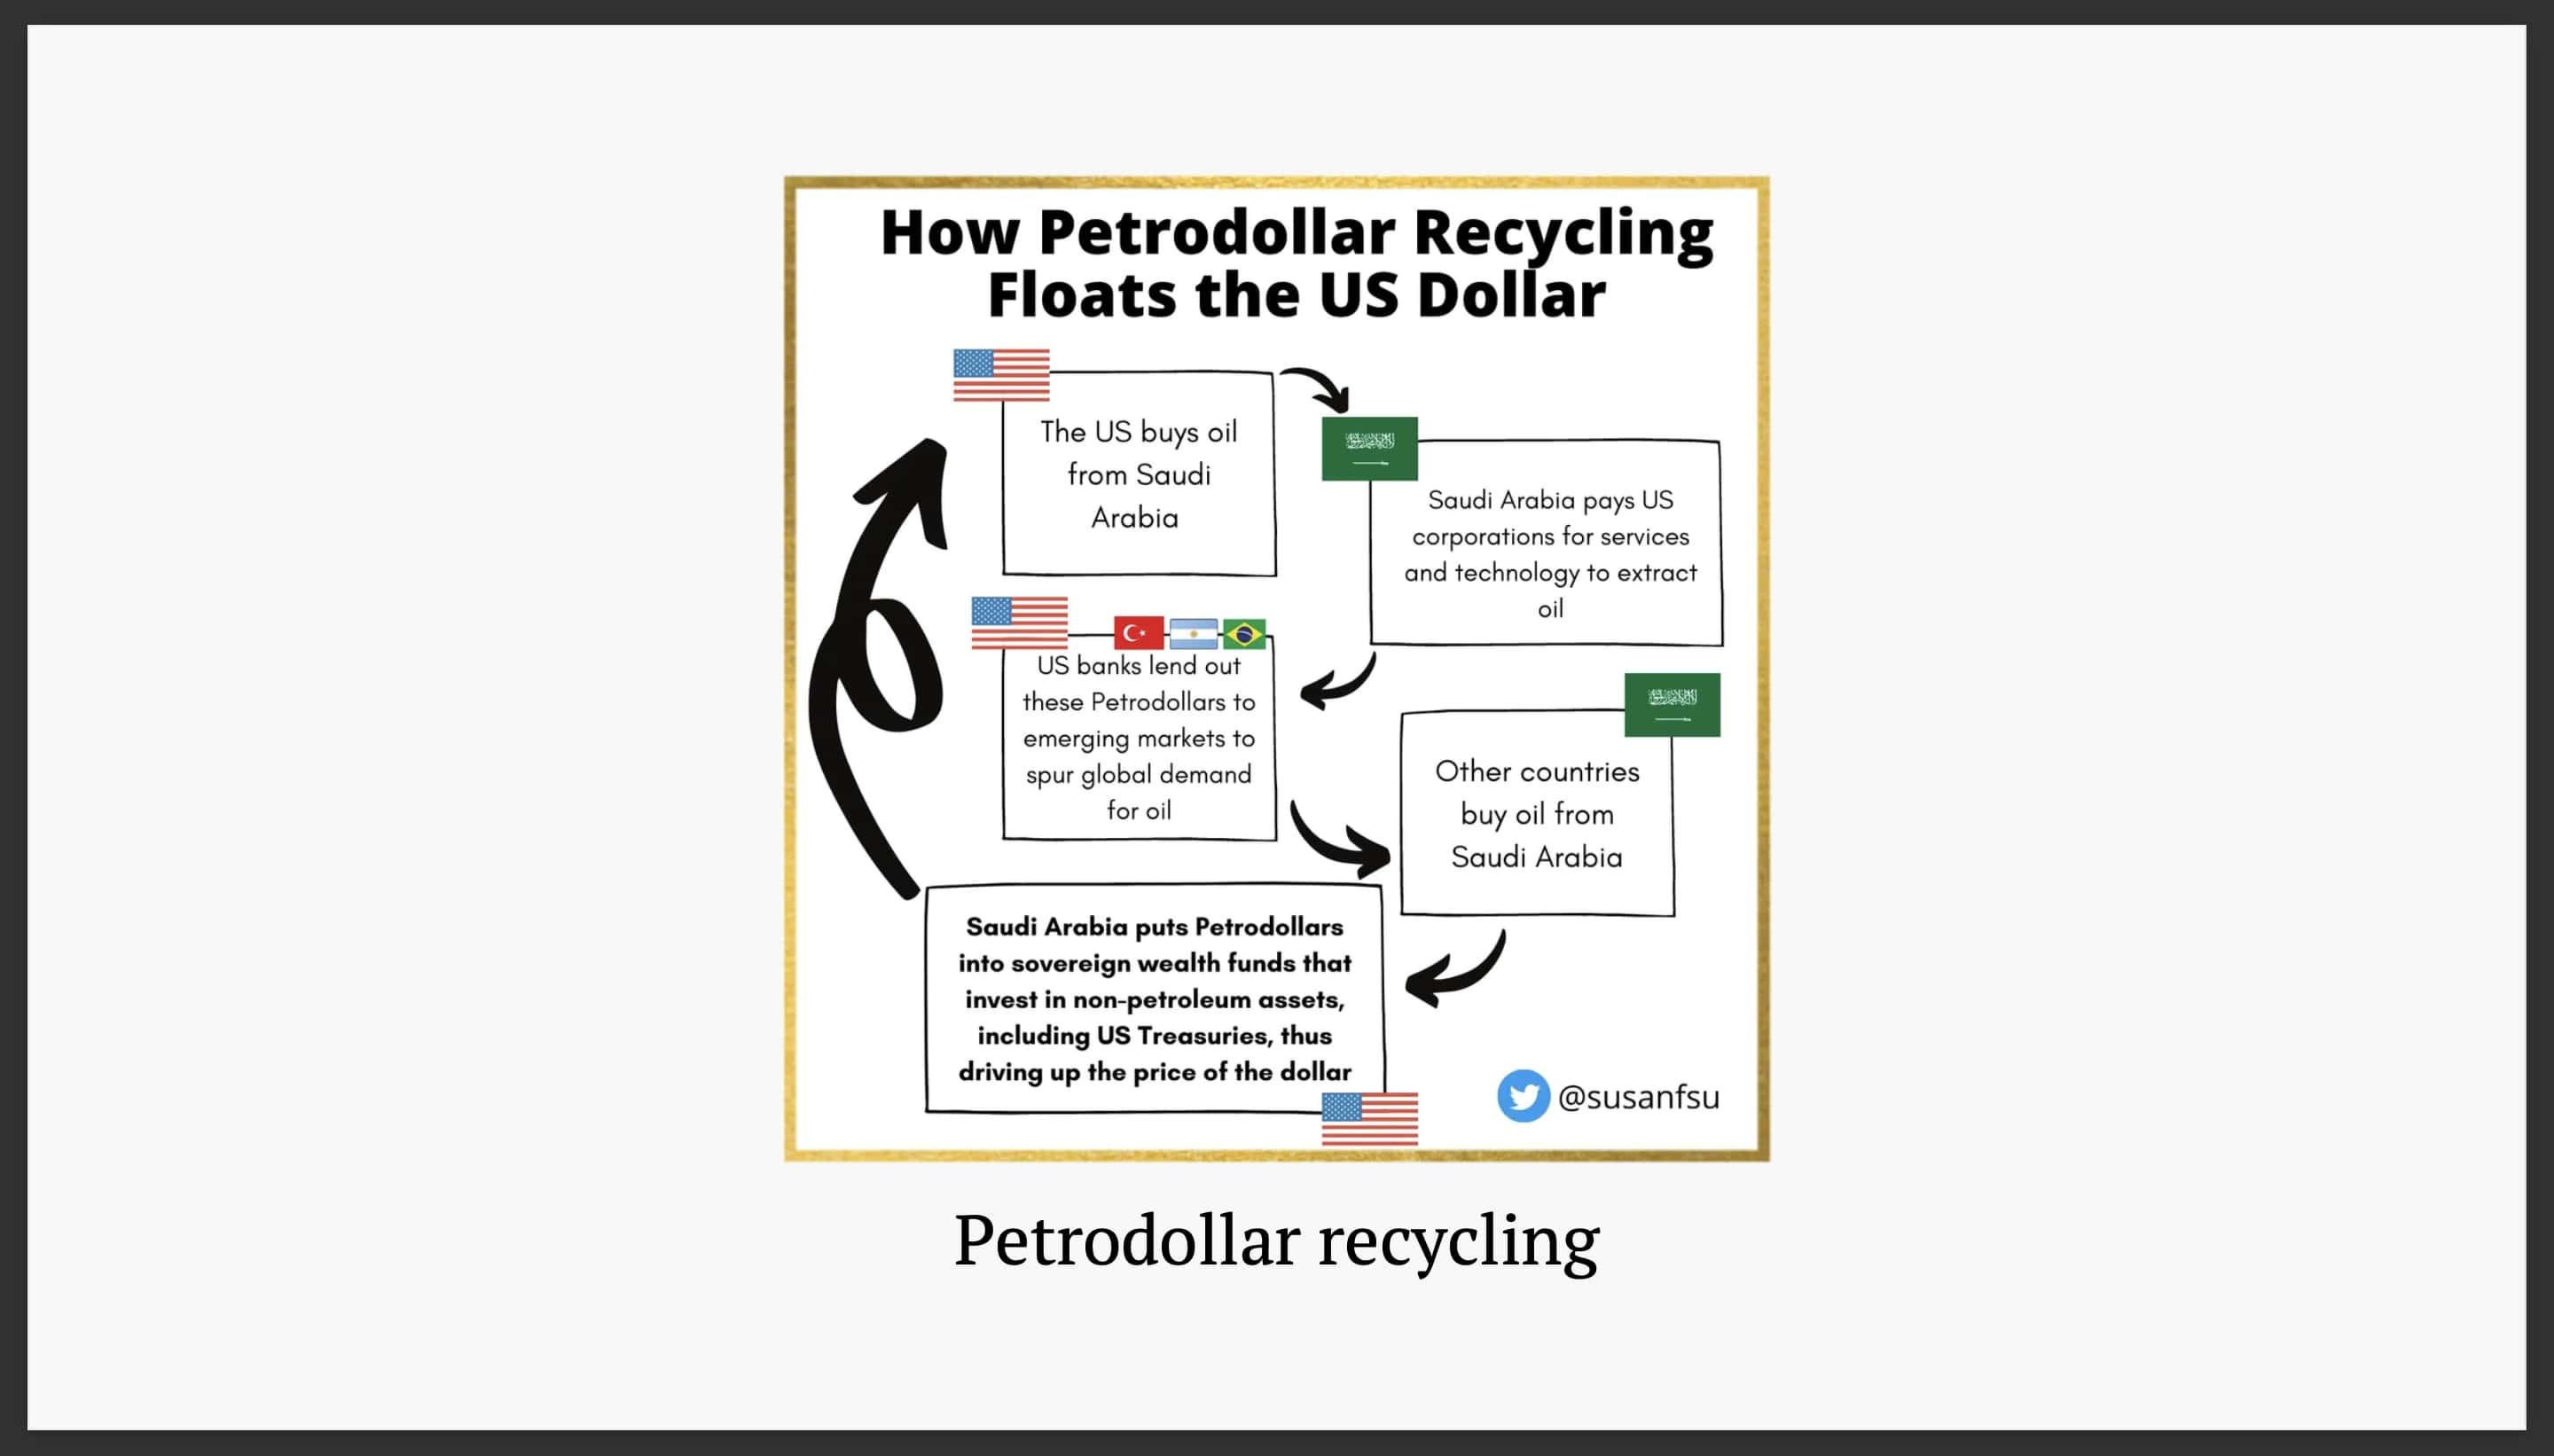 How Petrodollar Recycling
Floats the US Dollar
The US buys oil
from Saudi
Arabia
Saudi Arabia pays US
corporations for services
and technology to extract
oil
US banks lend out
these Petrodollars to
emerging markets to
spur global demand
for oil
Other countries
buy oil from
Saudi Arabia
Saudi Arabia puts Petrodollars
into sovereign wealth funds that
invest in non-petroleum assets,
including US Treasuries, thus
driving up the price of the dollar
@susanfsu
Petrodollar recycling